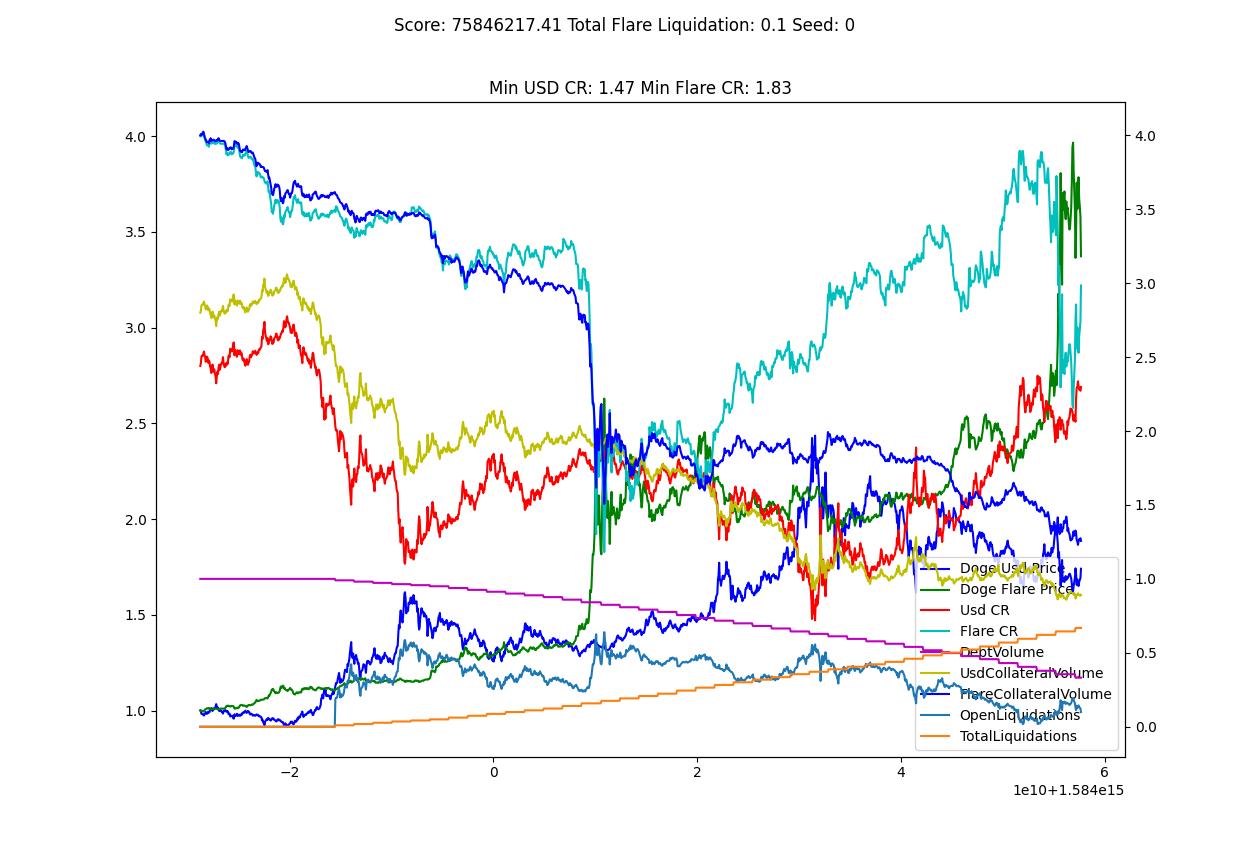 Score: 75846217.41 Total Flare Liquidation: 0.1 Seed: 0
Min USD CR: 1.47 Min Flare CR: 1.83
4.0
3.5
3.0
2.5
2.0
1.5
1.0
4.0
3.5
3.0
2.5
2.0
1.5
1.0
0.5
0.0
Doge Usd Price
Doge Flare Price
Usd CR
Flare CR
DeptVolume
UsdCollateralVolume
FlareCollateralVolume
OpenLiquidations
TotalLiquidations
−2 0 2 4 6
1e10+1.584e15